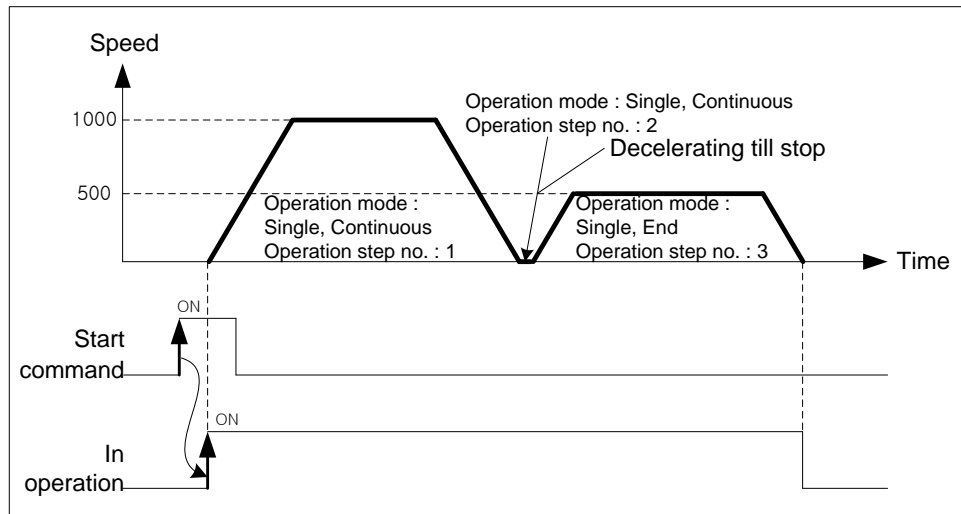 Speed
Operation mode : Single, Continuous
Operation step no. : 2
1000
Decelerating till stop
500
Operation mode :
Single, Continuous
Operation step no. : 1
Operation mode :
Single, End
Operation step no. : 3
Time
ON
Start
command
ON
In
operation